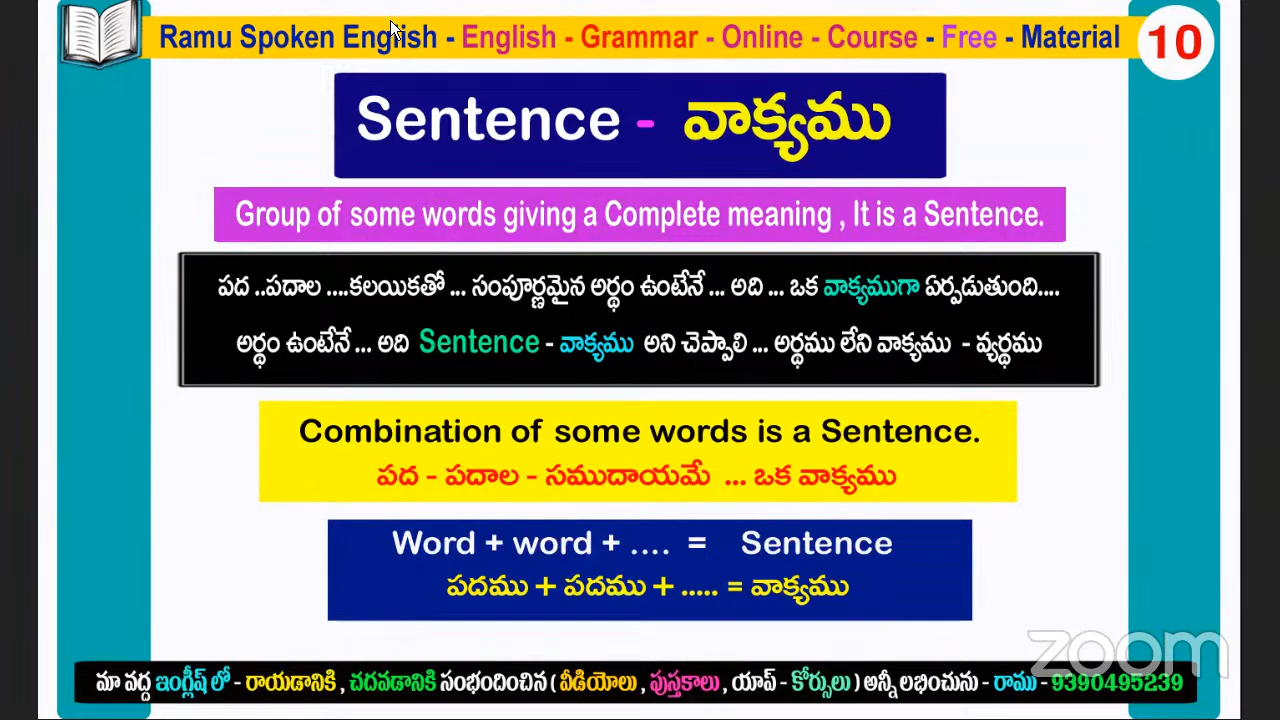 Ramu Spoken English - English - Grammar - Online - Course - Free - Material
10
Sentence - వాక్యము
Group of some words giving a Complete meaning , It is a Sentence.
పద ..పదాల ....కలయికతో ... సంపూర్ణమైన అర్థం ఉంటేనే ... అది ... ఒక వాక్యముగా ఏర్పడుతుంది....
అర్థం ఉంటేనే ... అది Sentence - వాక్యము అని చెప్పాలి ... అర్థము లేని వాక్యము - వ్యర్థము
Combination of some words is a Sentence.
పద - పదాల - సముదాయమే ... ఒక వాక్యము
Word + word + .... = Sentence
పదము + పదము + ..... = వాక్యము
zoom
మా వద్ద ఇంగ్లీష్ లో - రాయడానికి , చదవడానికి సంభందించిన ( వీడియోలు , పుస్తకాలు , యాప్ - కోర్సులు ) అన్నీ లభించును - రాము - 9390495239